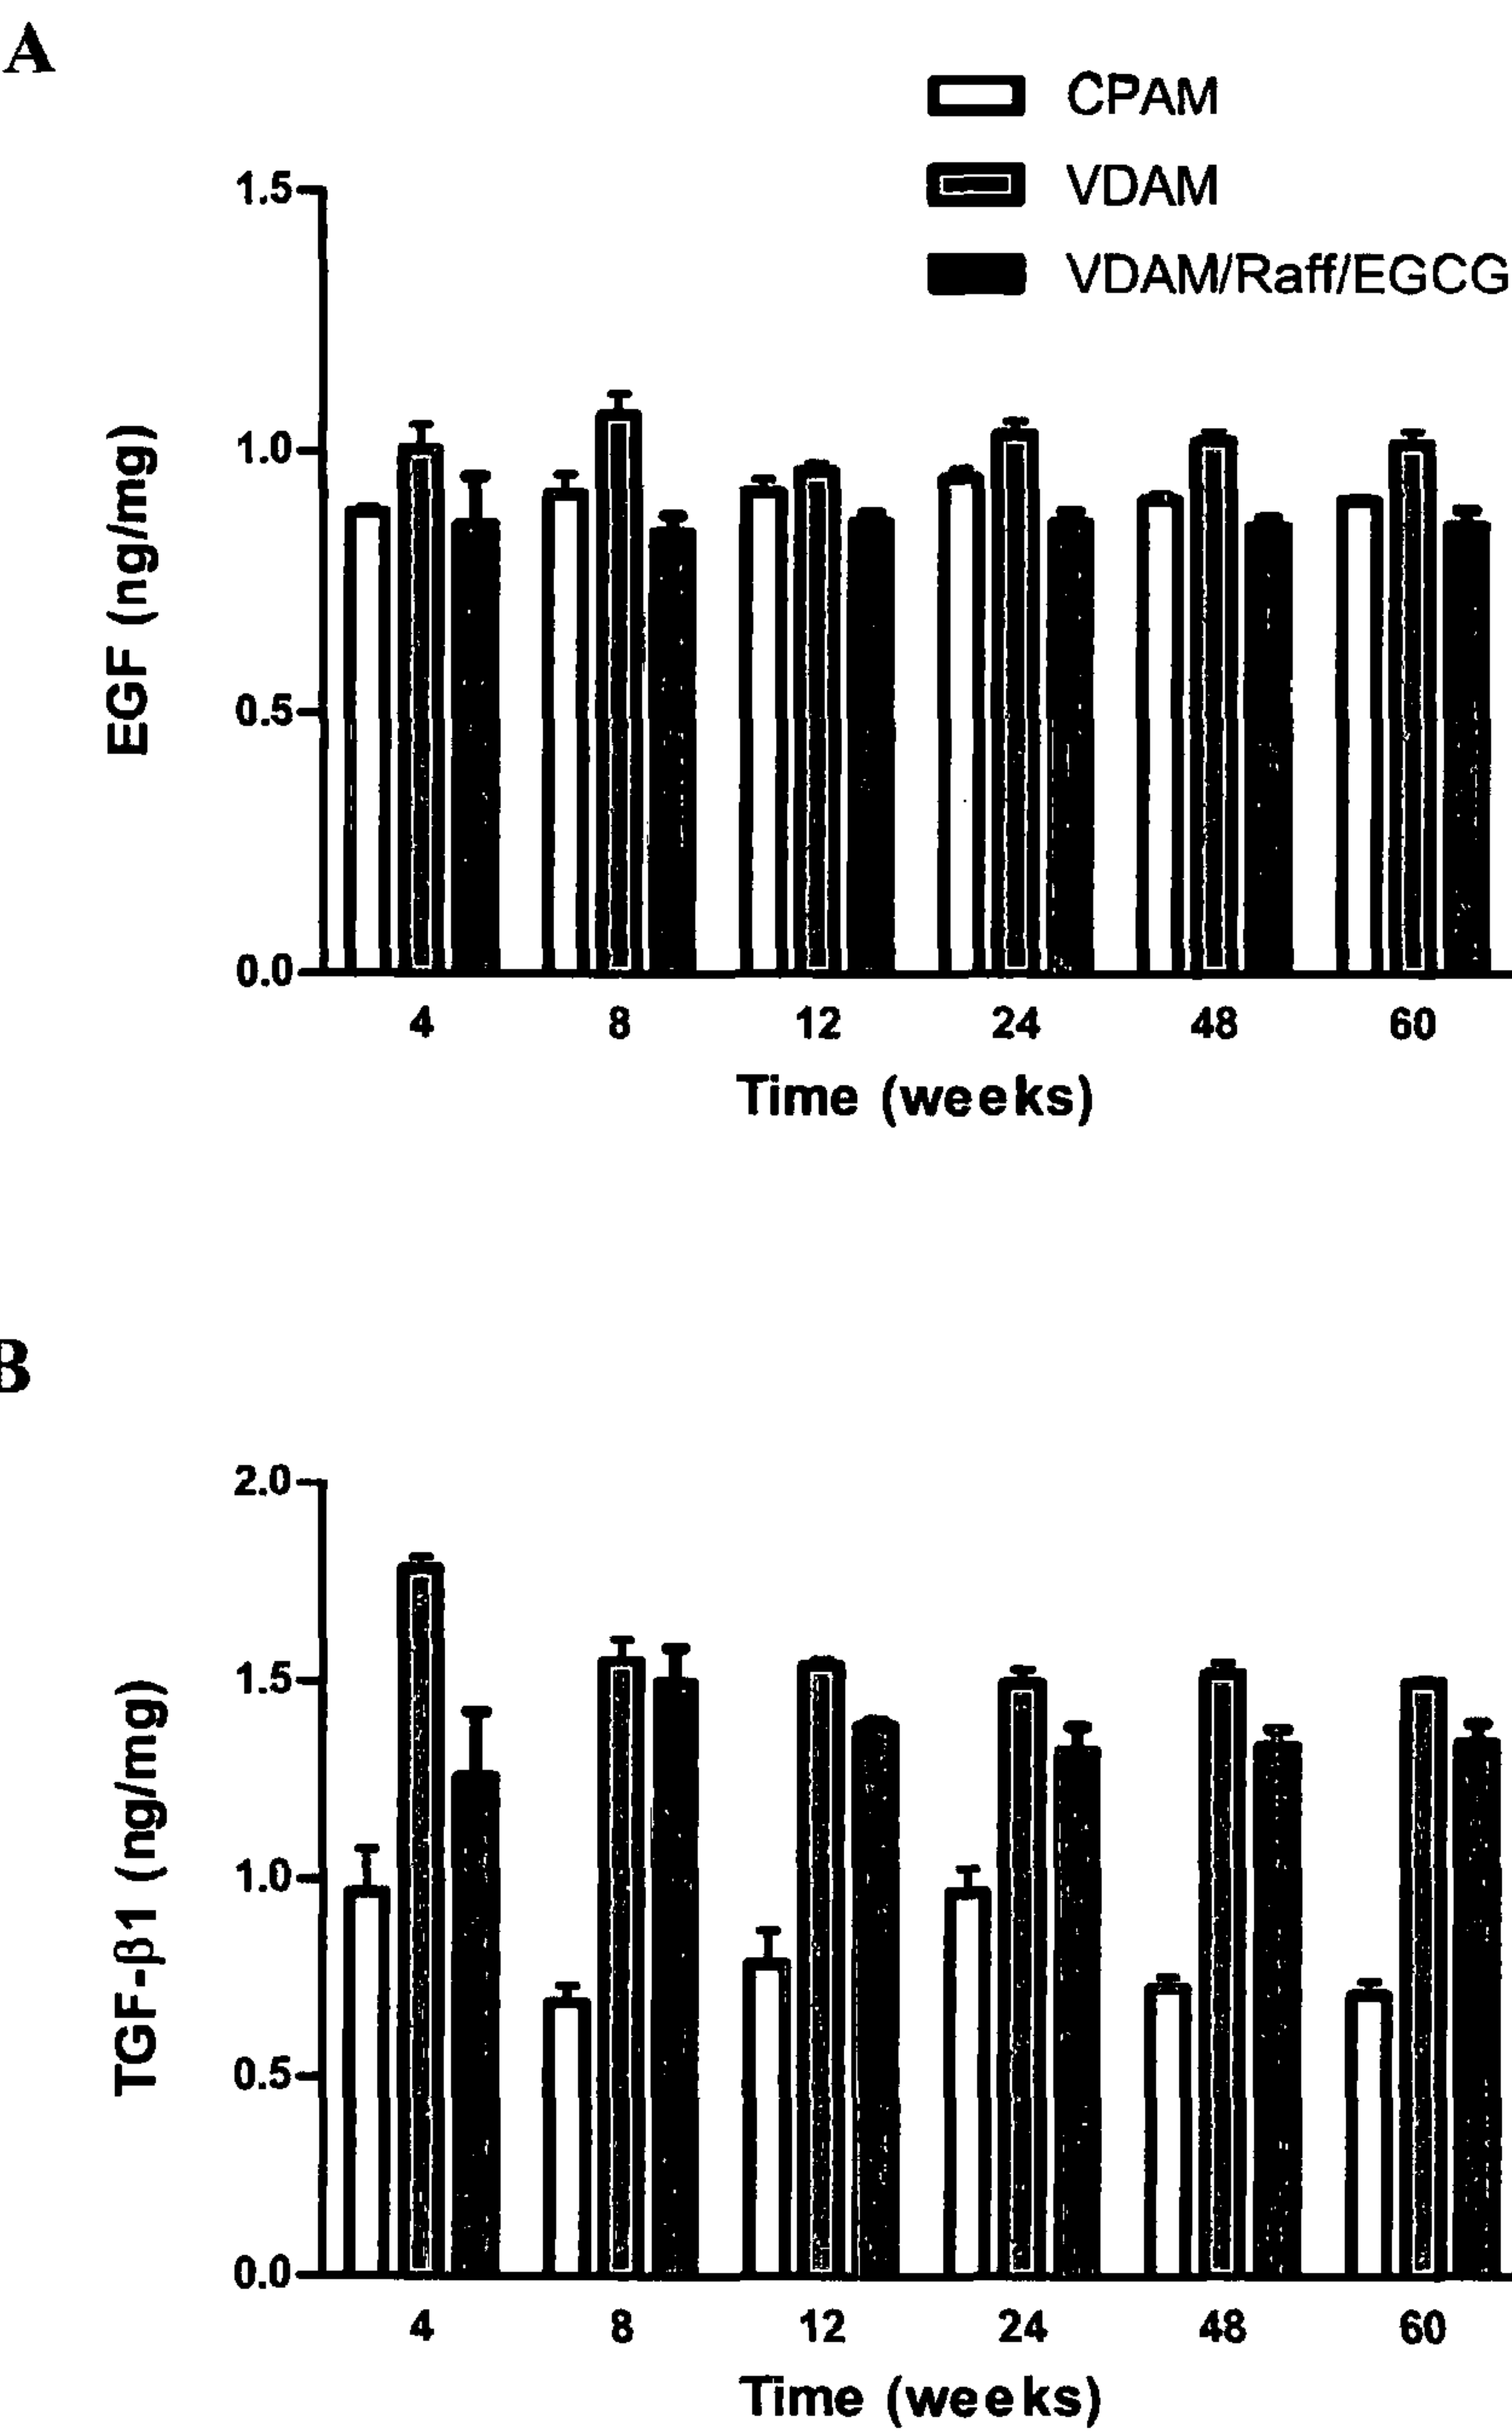 A
CPAM
VDAM
VDAM/Raff/EGCG
1.5
1.0
0.5
0.0
EGF (ng/mg)
4 8 12 24 48 60
Time (weeks)
B
2.0
1.5
1.0
0.5
0.0
TGF-β1 (ng/mg)
4 8 12 24 48 60
Time (weeks)